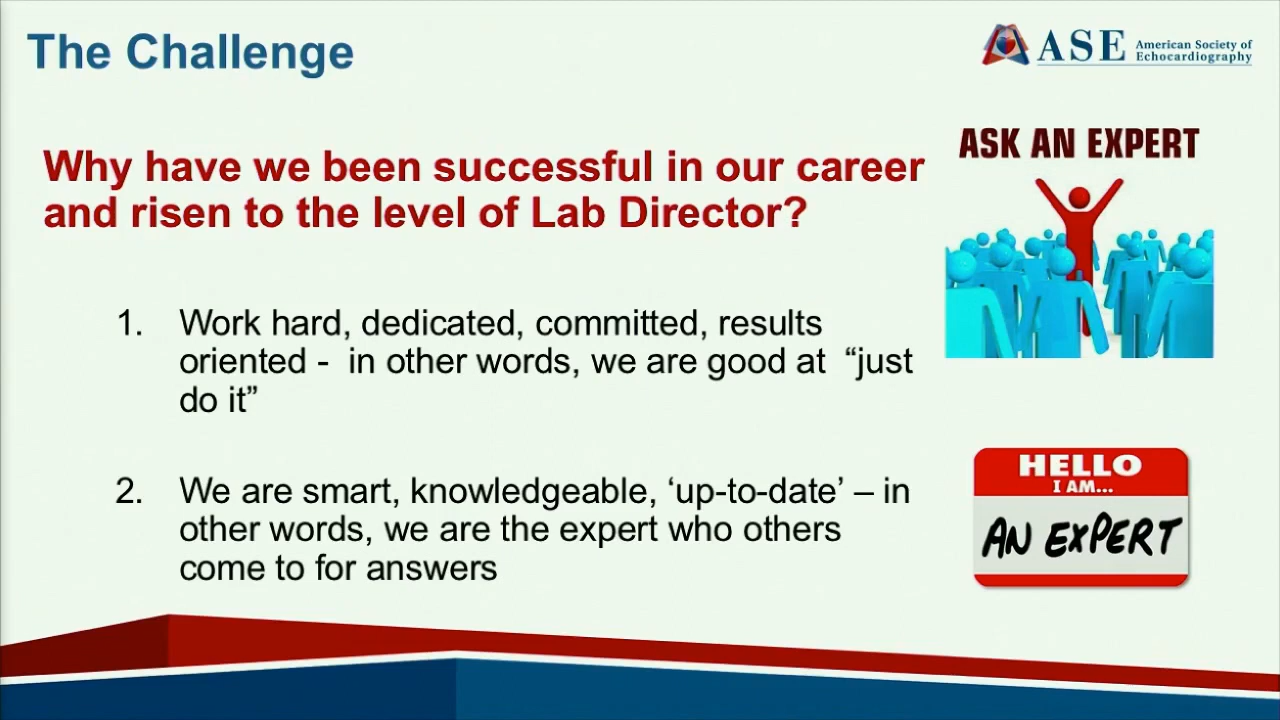 The Challenge
ASE American Society of
Echocardiography
Why have we been successful in our career
and risen to the level of Lab Director?
ASK AN EXPERT
1. Work hard, dedicated, committed, results
oriented - in other words, we are good at “just
do it”
2. We are smart, knowledgeable, ‘up-to-date’ – in
other words, we are the expert who others
come to for answers
HELLO
I AM...
AN EXPERT